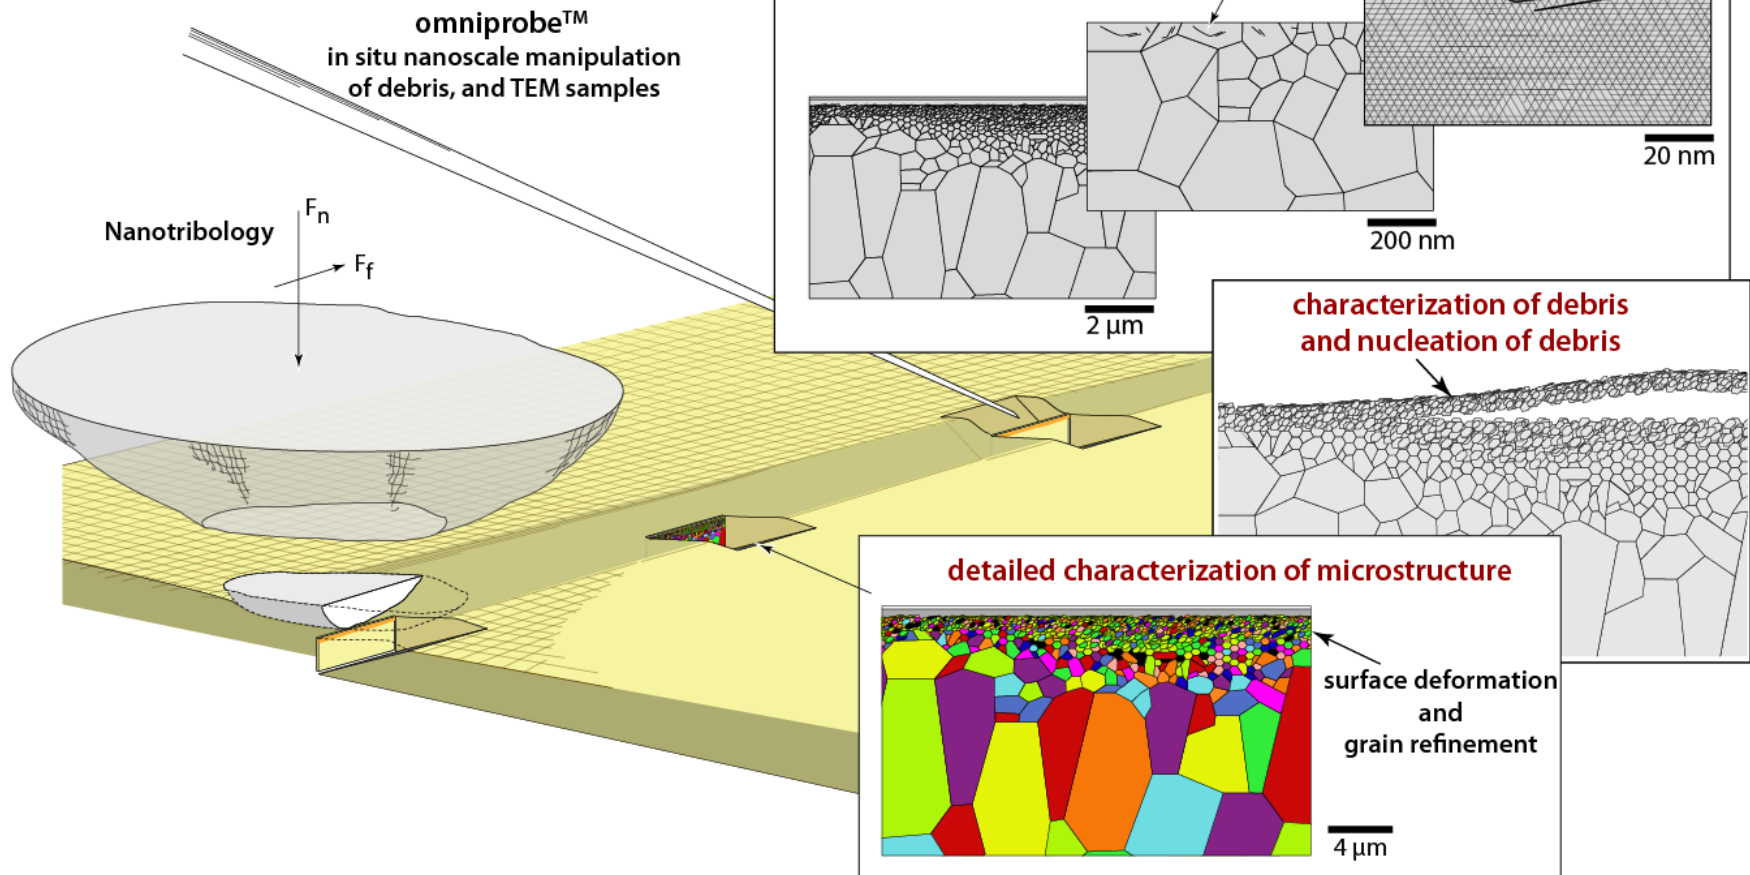 omniprobe™
in situ nanoscale manipulation
of debris, and TEM samples
Nanotribology
Fn
Ff
20 nm
200 nm
2 µm
characterization of debris
and nucleation of debris
detailed characterization of microstructure
surface deformation
and
grain refinement
4 µm